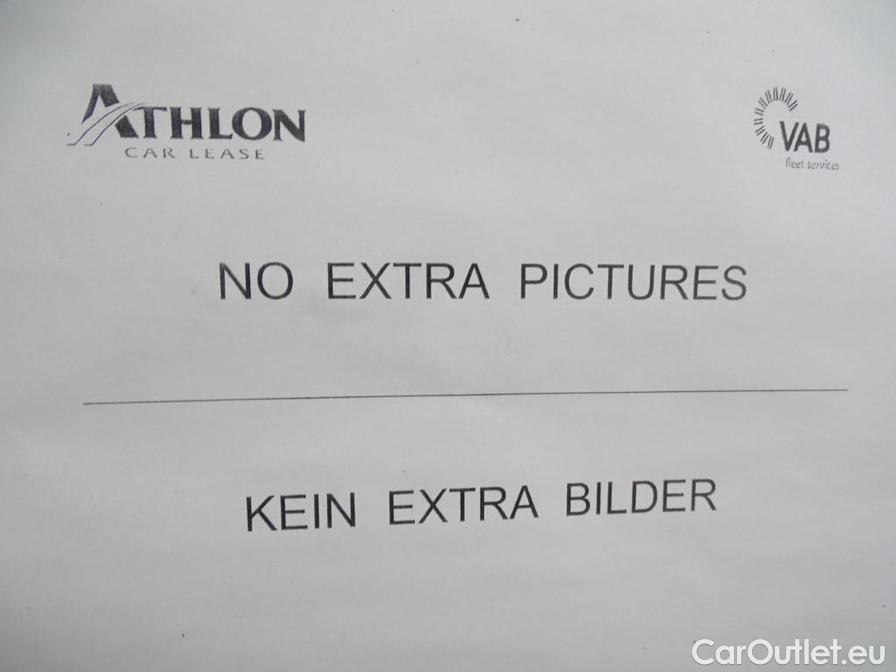 ATHLON
CAR LEASE
VAB
fleet services
NO EXTRA PICTURES
KEIN EXTRA BILDER
CarOutlet.eu